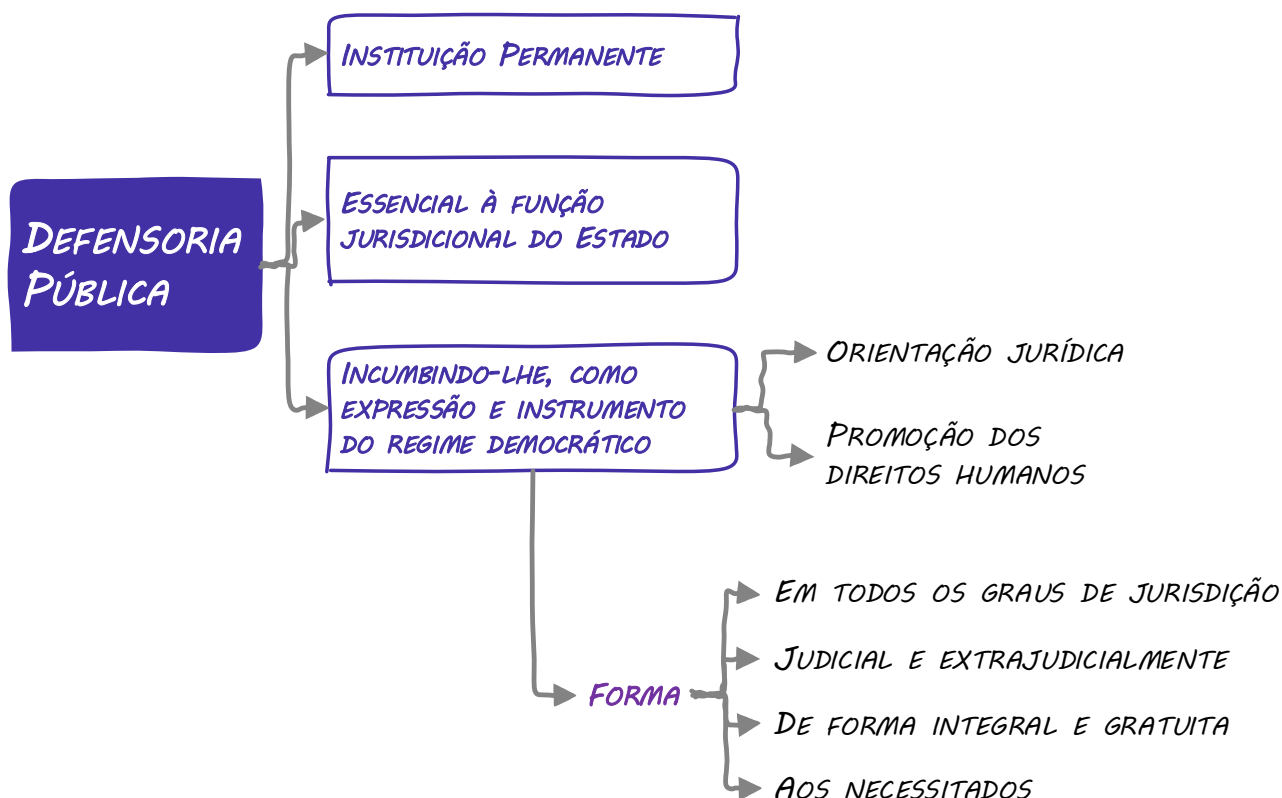 Defensoria
Pública
Instituição Permanente
Essencial à função
jurisdicional do Estado
Incumbindo-lhe, como
expressão e instrumento
do regime democrático
Orientação jurídica
Promoção dos
direitos humanos
Forma
Em todos os graus de jurisdição
Judicial e extrajudicialmente
De forma integral e gratuita
Aos necessitados